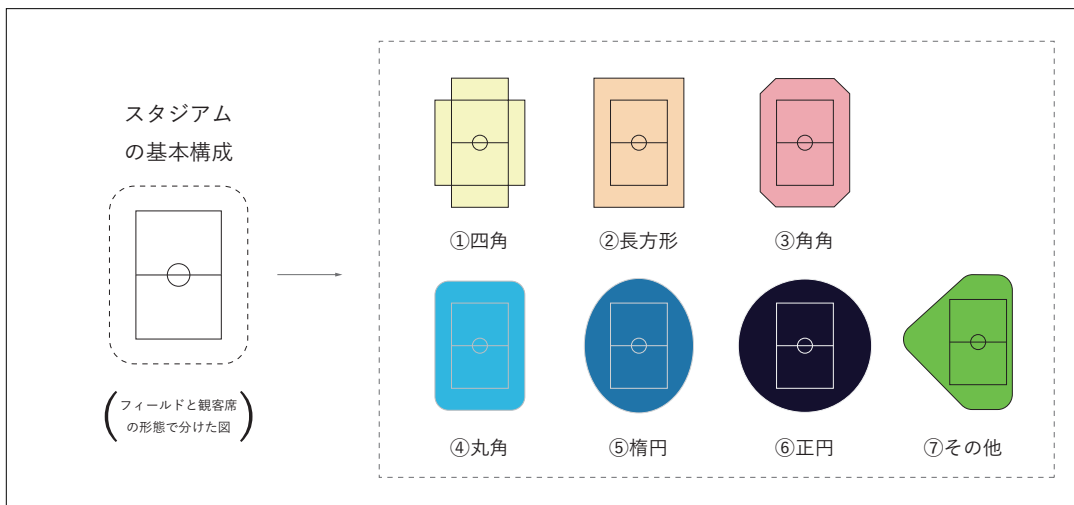 スタジアム
の基本構成
フィールドと観客席
の形態で分けた図
①四角
②長方形
③角角
④丸角
⑤楕円
⑥正円
⑦その他